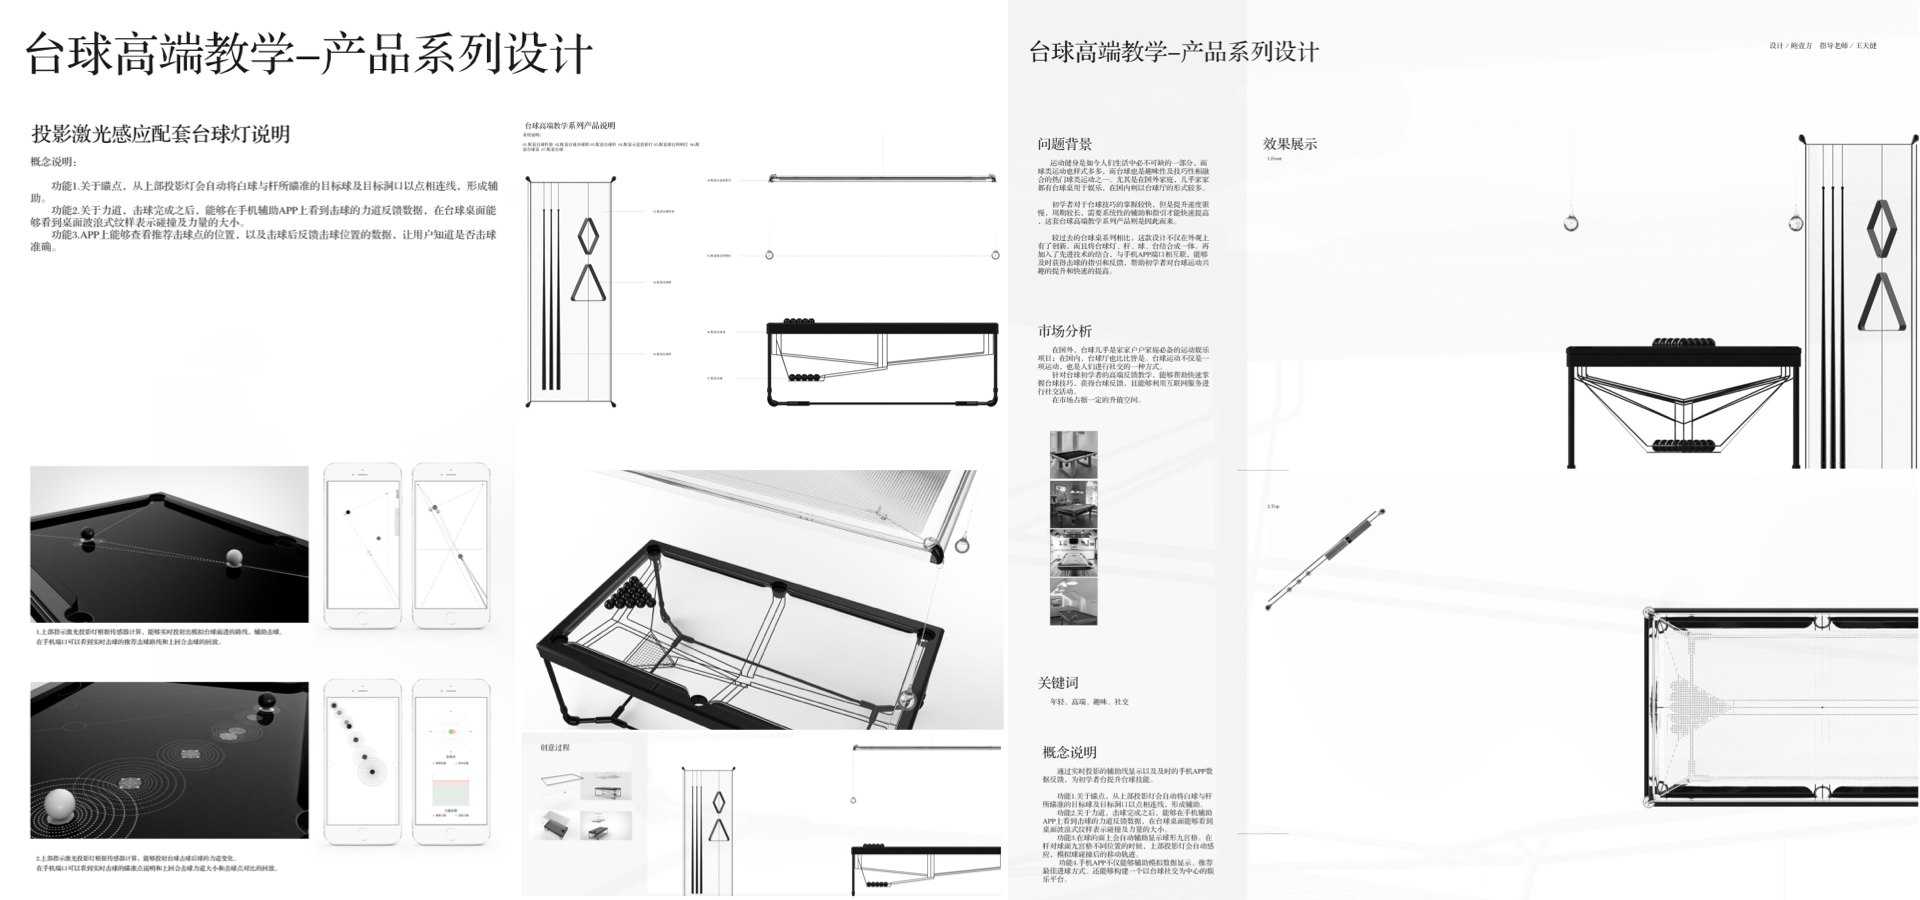 台球高端教学–产品系列设计
投影激光感应配套台球灯说明
概念说明：
功能1.关于瞄点，从上部投影灯会自动将白球与杆所瞄准的目标球及目标洞口以点相连线，形成辅
助。
功能2.关于力道，击球完成之后，能够在手机辅助APP上看到击球的力道反馈数据，在台球桌面能
够看到桌面波浪式纹样表示碰撞及力量的大小。
功能3.APP上能够查看推荐击球点的位置，以及击球后反馈击球位置的数据，让用户知道是否击球
准确。
1.上部指示激光投影灯根据传感器计算，能够实时投射出模拟台球前进的路线，辅助击球。
在手机端口可以看到实时击球的推荐击球路线和上回合击球的回放。
2.上部指示激光投影灯根据传感器计算，能够投射台球击球后球的力道变化。
在手机端口可以看到实时击球的瞄准点说明和上回合击球力道大小和击球点对比的回放。
台球高端教学系列产品说明
系统说明：
创意过程
台球高端教学–产品系列设计
指导老师 / 王天健
问题背景
运动健身是如今人们生活中必不可缺的一部分，而
球类运动也样式多多，而台球也是趣味性及技巧性相融
合的热门球类运动之一。尤其是在国外家庭，几乎家家
都有台球桌用于娱乐，在国内则以台球厅的形式较多。
初学者对于台球技巧的掌握较快，但是提升速度很
慢，周期较长，需要系统性的辅助和指引才能快速提高
，这套台球高端教学系列产品则是因此而来。
较过去的台球桌系列相比，这款设计不仅在外观上
有了创新，而且将台球灯、杆、球、台结合成一体。再
加入了先进技术的结合，与手机APP端口相互联，能够
及时获得击球的指引和反馈，帮助初学者对台球运动兴
趣的提升和快速的提高。
市场分析
在国外，台球几乎是家家户户家庭必备的运动娱乐
项目；在国内，台球厅也比比皆是。台球运动不仅是一
项运动，也是人们进行社交的一种方式。
针对台球初学者的高端反馈教学，能够帮助快速掌
握台球技巧，获得台球反馈，且能够利用互联网服务进
行社交活动。
在市场占据一定的升值空间。
关键词
年轻、高端、趣味、社交
概念说明
通过实时投影的辅助线显示以及及时的手机APP数
据反馈，为初学者台提升台球技能。
功能1.关于瞄点，从上部投影灯会自动将白球与杆
所瞄准的目标球及目标洞口以点相连线，形成辅助。
功能2.关于力道，击球完成之后，能够在手机辅助
APP上看到击球的力道反馈数据，在台球桌面能够看到
桌面波浪式纹样表示碰撞及力量的大小。
功能3.在球的面上会自动辅助显示球形九宫格，在
杆对球面九宫格不同位置的时候，上部投影灯会自动感
应，模拟球碰撞后的移动轨迹。
功能4.手机APP不仅能够辅助模拟数据显示、推荐
最佳进球方式。还能够构建一个以台球社交为中心的娱
乐平台。
效果展示
1.Front
2.Top